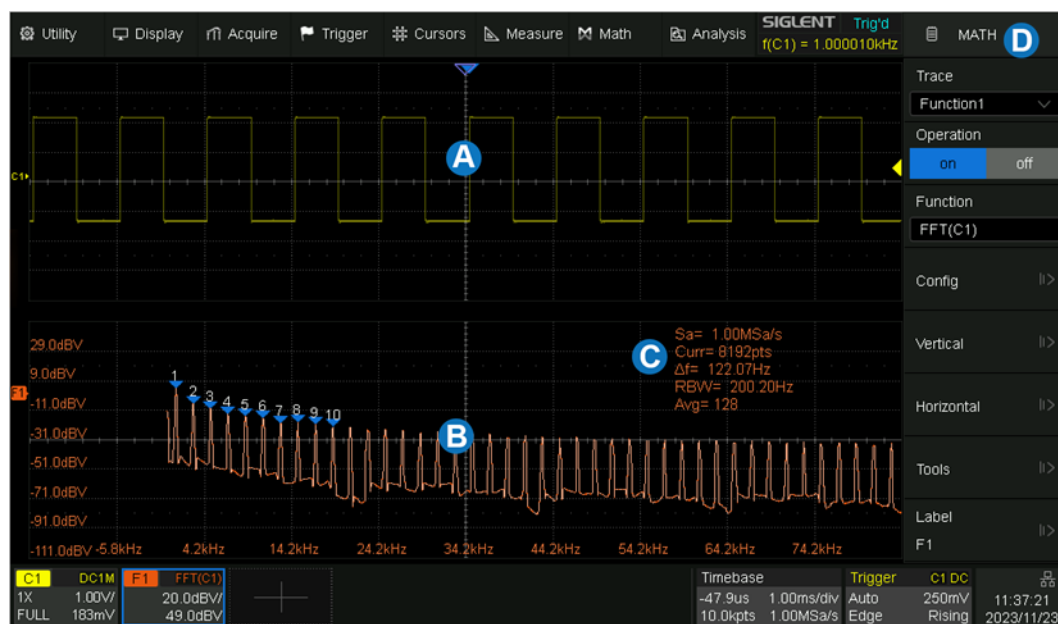 Utility Display Acquire Trigger Cursors Measure Math Analysis
SIGLENT Trig'd
f(C1) = 1.000010kHz
MATH D
Trace
Function1
Operation
on off
Function
FFT(C1)
Config
Vertical
Horizontal
Tools
Label
F1
A
C1
Sa= 1.00MSa/s
Curr= 8192pts
Δf= 122.07Hz
RBW= 200.20Hz
Avg= 128
C
B
F1
29.0dBV
9.0dBV
-11.0dBV
-31.0dBV
-51.0dBV
-71.0dBV
-91.0dBV
-111.0dBV
1 2 3 4 5 6 7 8 9 10
-5.8kHz 4.2kHz 14.2kHz 24.2kHz 34.2kHz 44.2kHz 54.2kHz 64.2kHz 74.2kHz
C1 DC1M
1X 1.00V/
FULL 183mV
F1 FFT(C1)
20.0dBV/
49.0dBV
Timebase
-47.9us 1.00ms/div
10.0kpts 1.00MSa/s
Trigger C1 DC
Auto 250mV
Edge Rising
11:37:21
2023/11/23